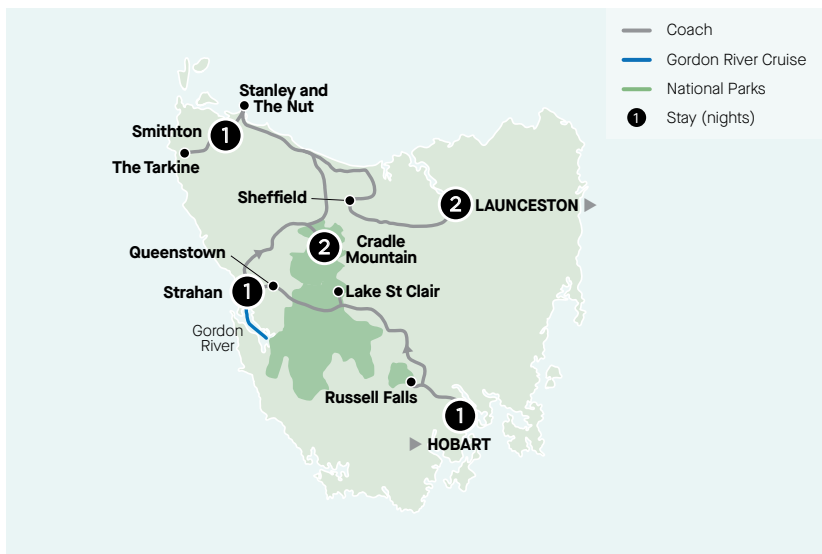 Coach
Gordon River Cruise
National Parks
1 Stay (nights)
Stanley and
The Nut
Smithton 1
The Tarkine
Sheffield
2 LAUNCESTON
2 Cradle
Mountain
Queenstown
Strahan 1
Lake St Clair
Gordon
River
Russell Falls
1
HOBART